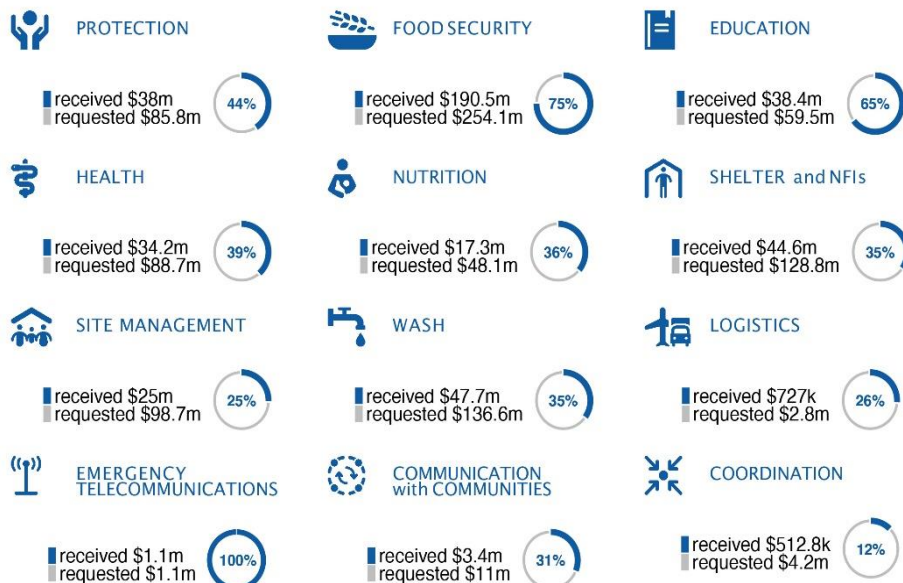 PROTECTION
received $38m
requested $85.8m
44%
FOOD SECURITY
received $190.5m
requested $254.1m
75%
EDUCATION
received $38.4m
requested $59.5m
65%
HEALTH
received $34.2m
requested $88.7m
39%
NUTRITION
received $17.3m
requested $48.1m
36%
SHELTER and NFIs
received $44.6m
requested $128.8m
35%
SITE MANAGEMENT
received $25m
requested $98.7m
25%
WASH
received $47.7m
requested $136.6m
35%
LOGISTICS
received $727k
requested $2.8m
26%
EMERGENCY
TELECOMMUNICATIONS
received $1.1m
requested $1.1m
100%
COMMUNICATION
with COMMUNITIES
received $3.4m
requested $11m
31%
COORDINATION
received $512.8k
requested $4.2m
12%